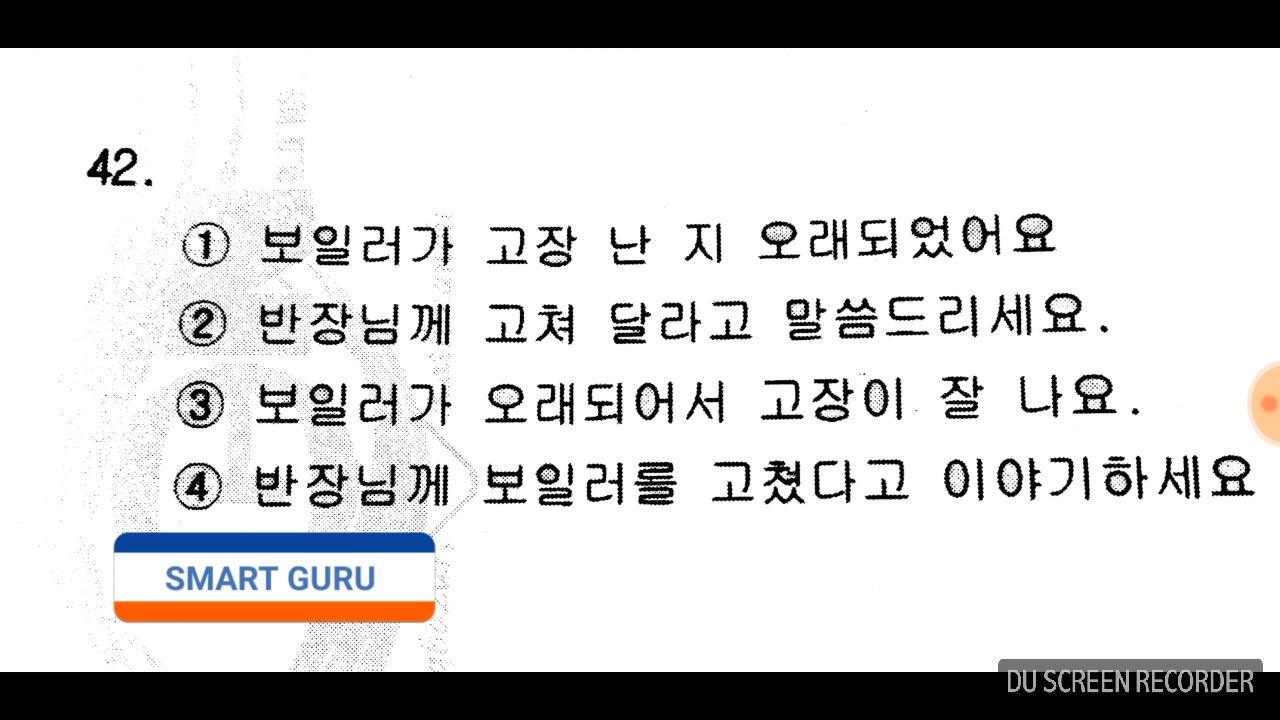 42.
① 보일러가 고장 난 지 오래되었어요
② 반장님께 고쳐 달라고 말씀드리세요.
③ 보일러가 오래되어서 고장이 잘 나요.
④ 반장님께 보일러를 고쳤다고 이야기하세요
SMART GURU
DU SCREEN RECORDER